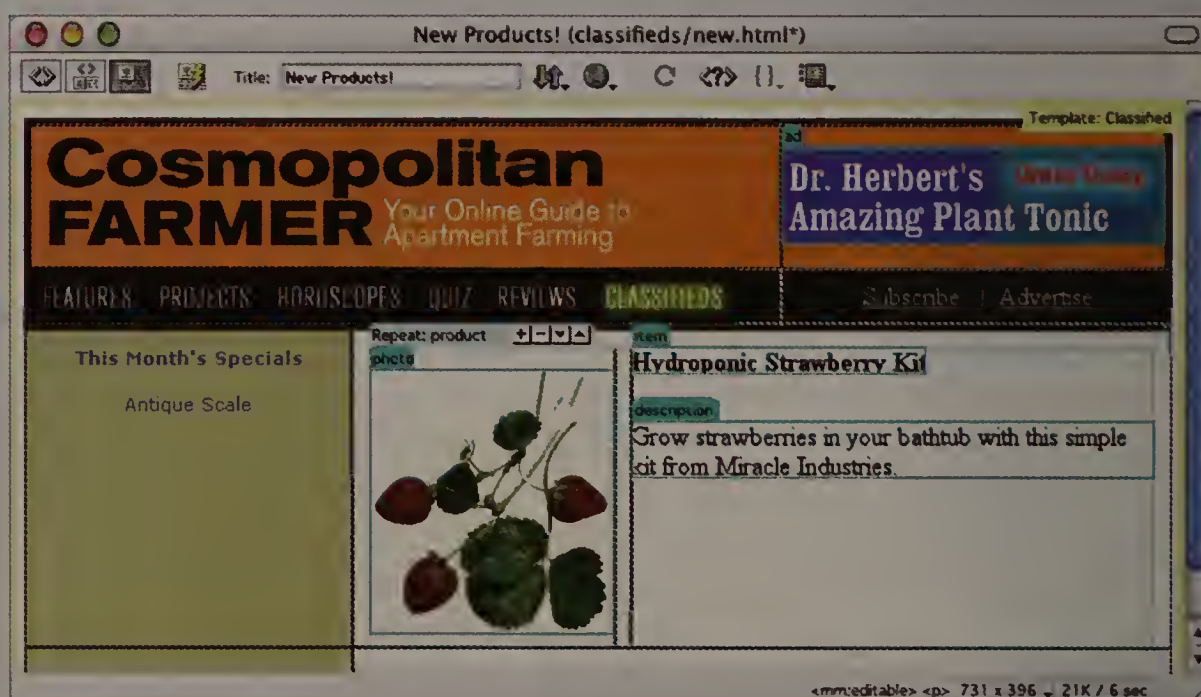 New Products! (classifieds/new.html*)
Title: New Products!
Template: Classified
ad
Cosmopolitan
FARMER Your Online Guide to
Apartment Farming
Dr. Herbert's
Amazing Plant Tonic
FEATURES PROJECTS HOROSCOPES QUIZ REVIEWS CLASSIFIEDS Subscribe | Advertise
This Month's Specials
Antique Scale
Repeat: product
photo
item
Hydroponic Strawberry Kit
description
Grow strawberries in your bathtub with this simple
kit from Miracle Industries.
<mm:editable> <p> 731 x 396 21K / 6 sec